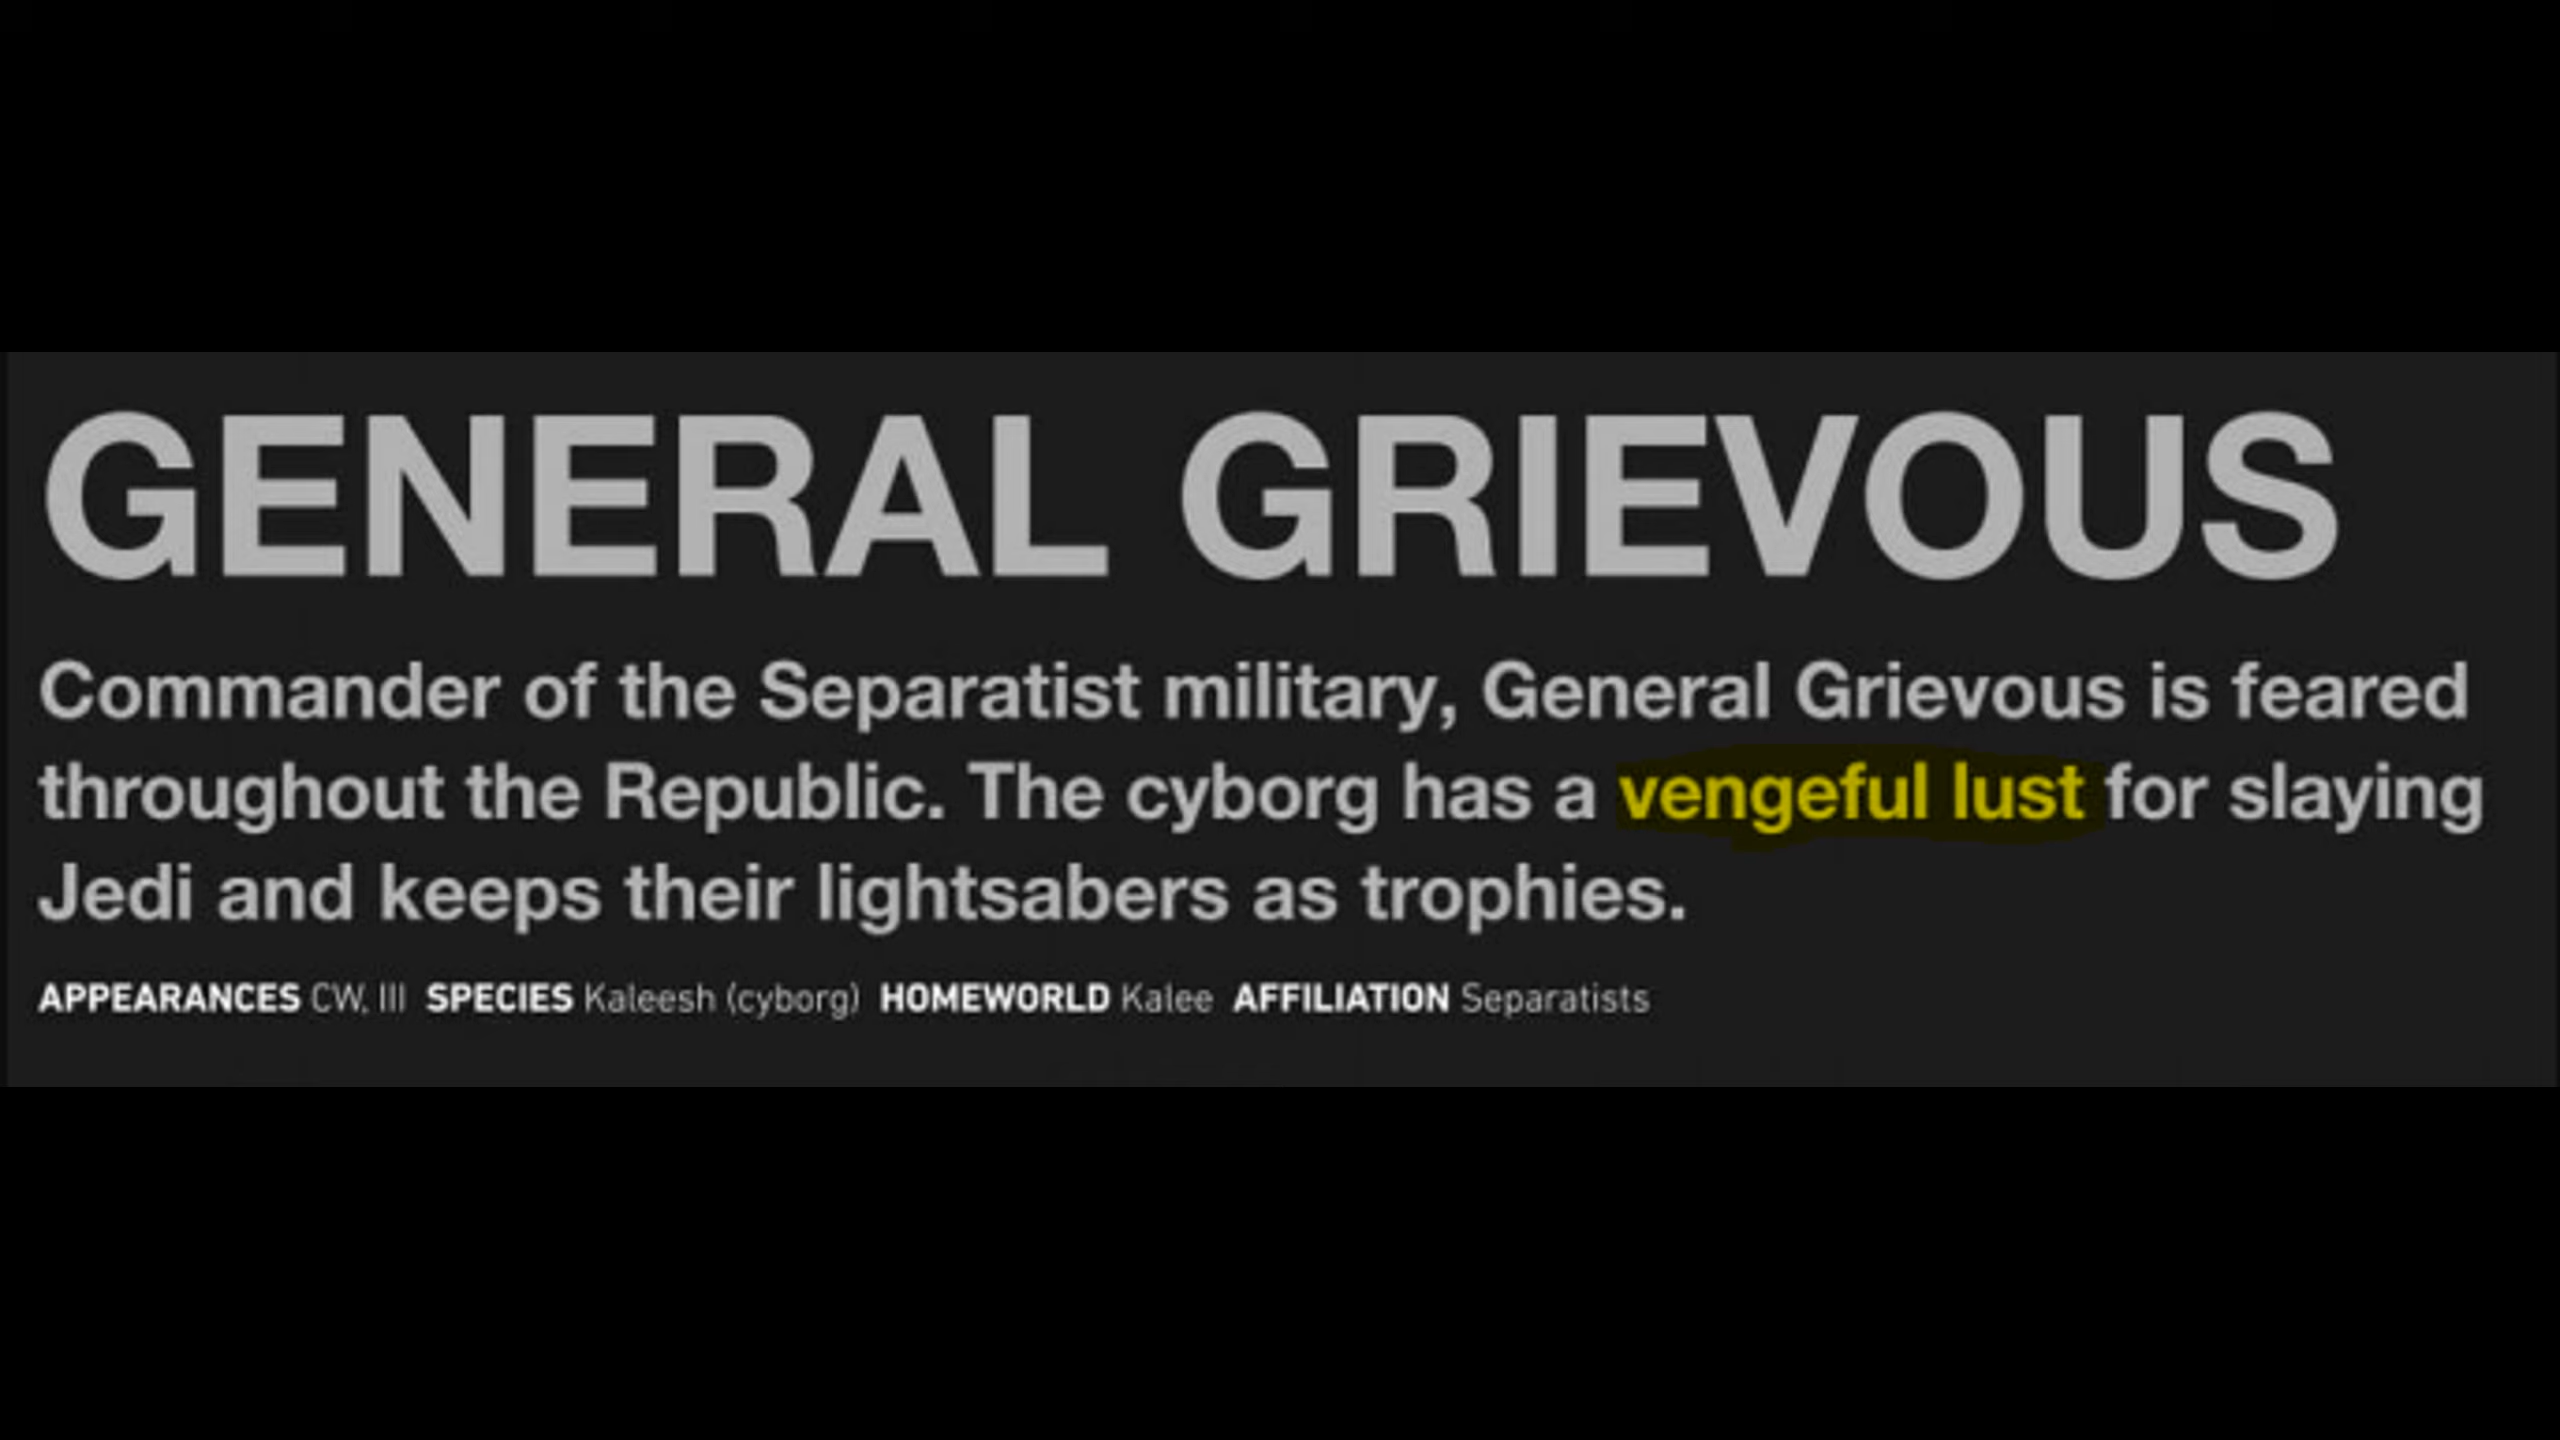 GENERAL GRIEVOUS
Commander of the Separatist military, General Grievous is feared
throughout the Republic. The cyborg has a vengeful lust for slaying
Jedi and keeps their lightsabers as trophies.
APPEARANCES CW, III SPECIES Kaleesh (cyborg) HOMEWORLD Kalee AFFILIATION Separatists